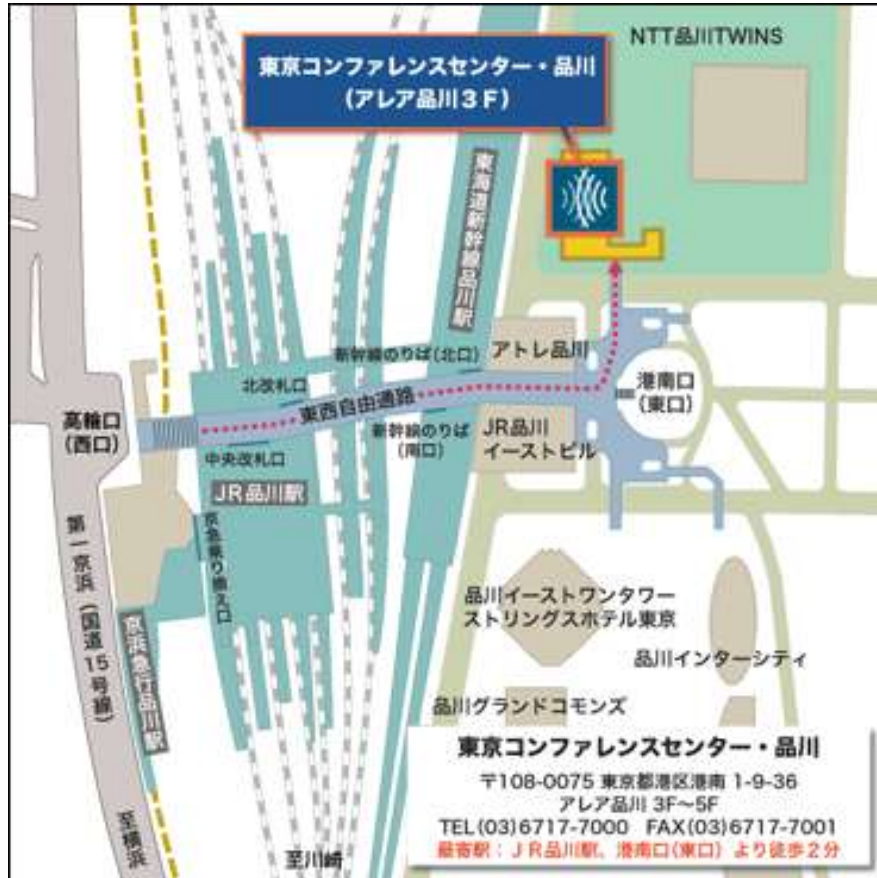 NTT品川TWINS
東京コンファレンスセンター・品川
(アレア品川3F)
東海道新幹線品川駅
新幹線のりば(北口)
アトレ品川
北改札口
東西自由通路
港南口
(東口)
高輪口
(西口)
新幹線のりば
(南口)
JR品川
イーストビル
中央改札口
JR品川駅
京急乗り換え口
第一京浜(国道15号線)
京浜急行品川駅
品川イーストワンタワー
ストリングスホテル東京
品川インターシティ
品川グランドコモンズ
至横浜
至川崎
東京コンファレンスセンター・品川
〒108-0075 東京都港区港南 1-9-36
アレア品川 3F～5F
TEL(03)6717-7000 FAX(03)6717-7001
最寄駅:JR品川駅、港南口(東口)より徒歩2分